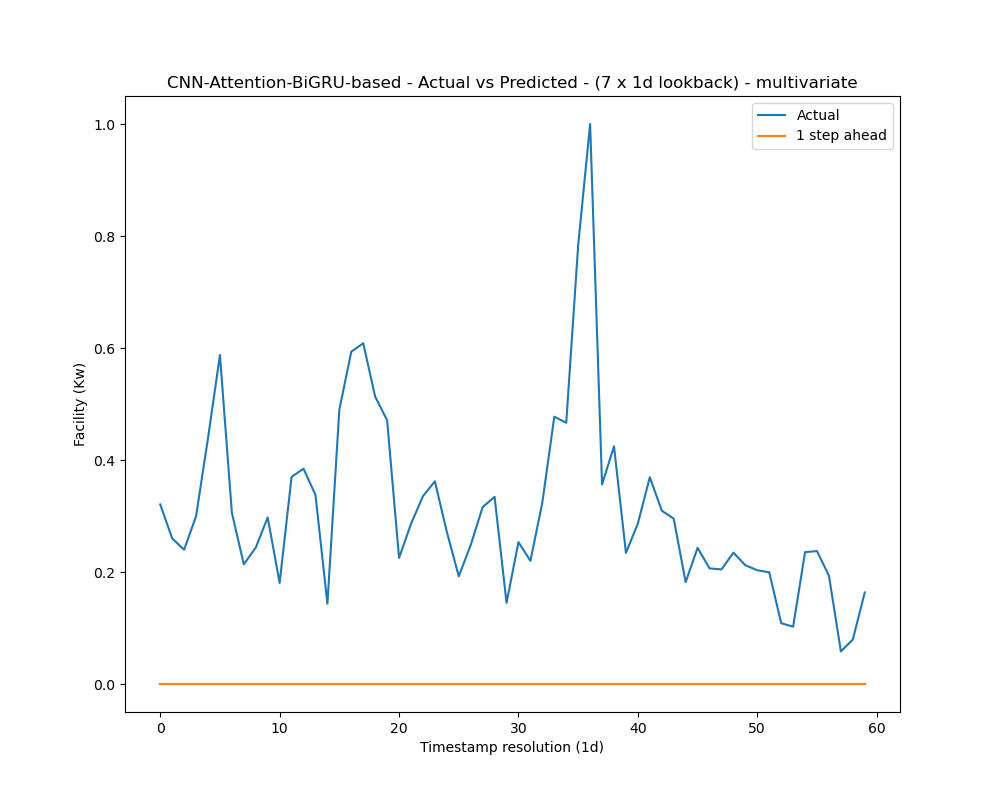 CNN-Attention-BiGRU-based - Actual vs Predicted - (7 x 1d lookback) - multivariate
Actual
1 step ahead
1.0
0.8
0.6
0.4
0.2
0.0
Facility (Kw)
0 10 20 30 40 50 60
Timestamp resolution (1d)